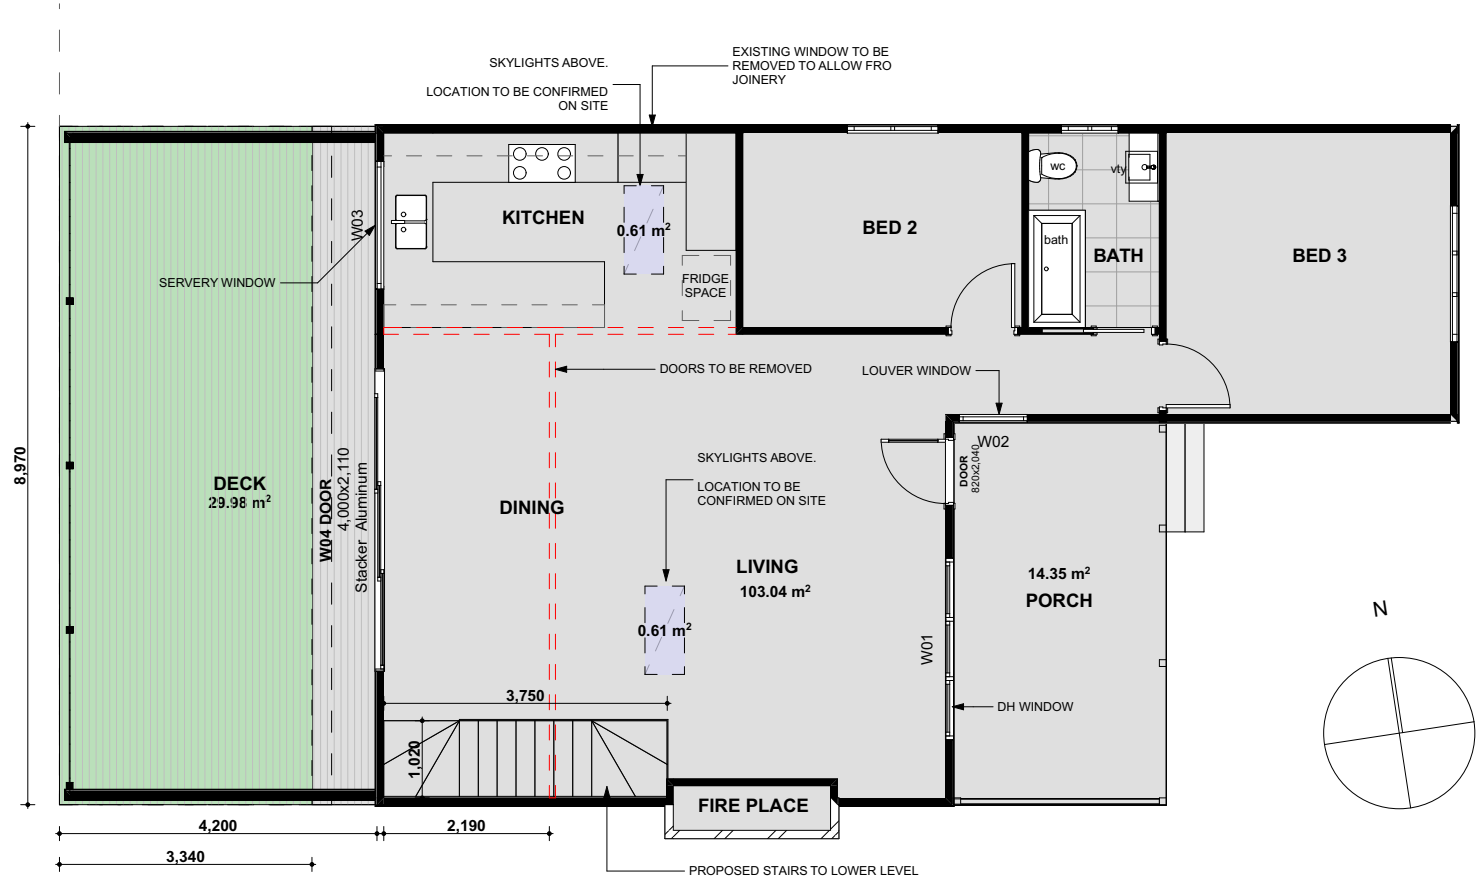 SKYLIGHTS ABOVE.
LOCATION TO BE CONFIRMED
ON SITE
EXISTING WINDOW TO BE
REMOVED TO ALLOW FRO
JOINERY
W03
KITCHEN
0.61 m²
FRIDGE
SPACE
SERVERY WINDOW
BED 2
wc
vty
bath
BATH
BED 3
DOORS TO BE REMOVED
LOUVER WINDOW
8,970
DECK
29.98 m²
W04 DOOR
4,000x2,110
Stacker Aluminum
DINING
SKYLIGHTS ABOVE.
LOCATION TO BE
CONFIRMED ON SITE
W02
DOOR
820x2,040
LIVING
103.04 m²
0.61 m²
14.35 m²
PORCH
W01
N
3,750
1,020
DH WINDOW
FIRE PLACE
4,200
2,190
3,340
PROPOSED STAIRS TO LOWER LEVEL